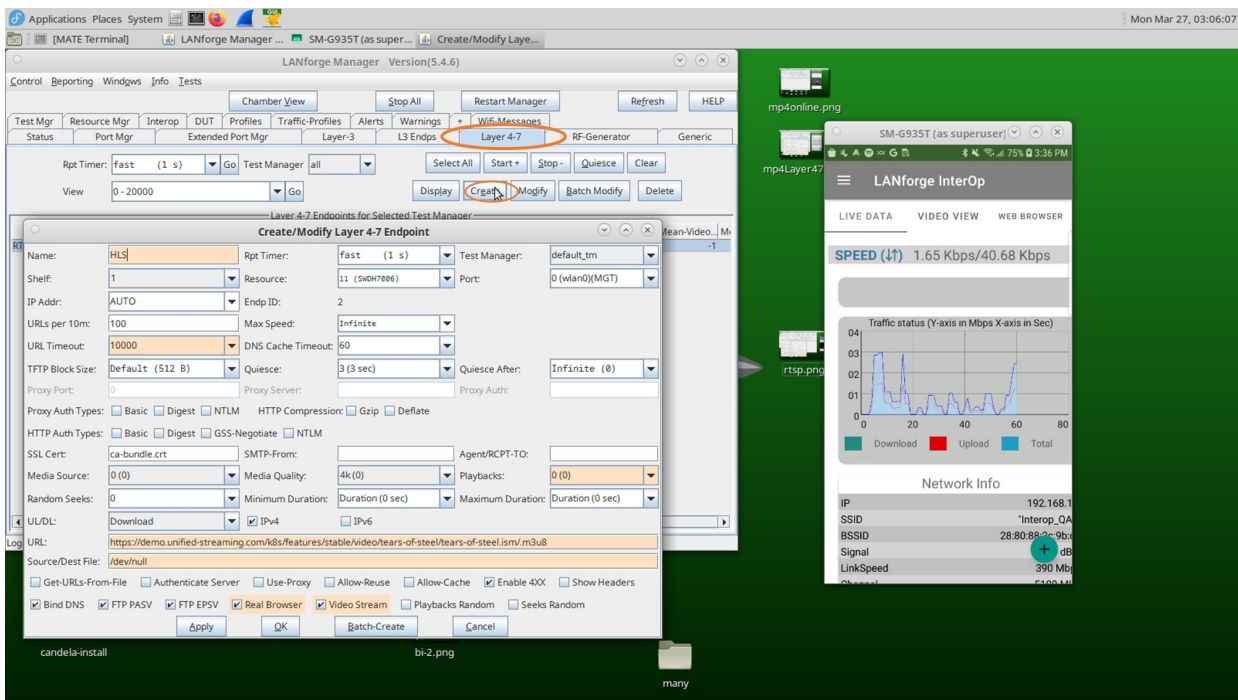 Applications Places System Mon Mar 27, 03:06:07
[MATE Terminal] LANforge Manager ... SM-G935T (as super... Create/Modify Laye...
LANforge Manager Version(5.4.6)
Control Reporting Windows Info Tests
Chamber View Stop All Restart Manager Refresh HELP
Test Mgr Resource Mgr Interop DUT Profiles Traffic-Profiles Alerts Warnings + Wifi-Messages
Status Port Mgr Extended Port Mgr Layer-3 L3 Endps Layer 4-7 RF-Generator Generic
Rpt Timer: fast (1 s) Go Test Manager all Select All Start + Stop - Quiesce Clear
View 0 - 20000 Go Display Create Modify Batch Modify Delete
Layer 4-7 Endpoints for Selected Test Manager
Mean-Video...
RT -1
Create/Modify Layer 4-7 Endpoint
Name: HLS Rpt Timer: fast (1 s) Test Manager: default_tm
Shelf: 1 Resource: 11 (SWDH7006) Port: 0 (wlan0)(MGT)
IP Addr: AUTO Endp ID: 2
URLs per 10m: 100 Max Speed: Infinite
URL Timeout: 10000 DNS Cache Timeout: 60
TFTP Block Size: Default (512 B) Quiesce: 3 (3 sec) Quiesce After: Infinite (0)
Proxy Port: 0 Proxy Server: Proxy Auth:
Proxy Auth Types: Basic Digest NTLM HTTP Compression: Gzip Deflate
HTTP Auth Types: Basic Digest GSS-Negotiate NTLM
SSL Cert: ca-bundle.crt SMTP-From: Agent/RCPT-TO:
Media Source: 0 (0) Media Quality: 4k (0) Playbacks: 0 (0)
Random Seeks: 0 Minimum Duration: Duration (0 sec) Maximum Duration: Duration (0 sec)
UL/DL: Download IPv4 IPv6
URL: https://demo.unified-streaming.com/k8s/features/stable/video/tears-of-steel/tears-of-steel.ism/.m3u8
Source/Dest File: /dev/null
Get-URLs-From-File Authenticate Server Use-Proxy Allow-Reuse Allow-Cache Enable 4XX Show Headers
Bind DNS FTP PASV FTP EPSV Real Browser Video Stream Playbacks Random Seeks Random
Apply OK Batch-Create Cancel
Log
candela-install
bi-2.png
many
mp4online.png
mp4Layer47
rtsp.png
SM-G935T (as superuser)
75% 3:36 PM
LANforge InterOp
LIVE DATA VIDEO VIEW WEB BROWSER
SPEED (↓↑) 1.65 Kbps/40.68 Kbps
Traffic status (Y-axis in Mbps X-axis in Sec)
04
03
02
01
0
0 20 40 60 80
Download Upload Total
Network Info
IP 192.168.1
SSID "Interop_QA
BSSID 28:80:88:2c:9b:
Signal dB
LinkSpeed 390 Mb
Channel 5180 M